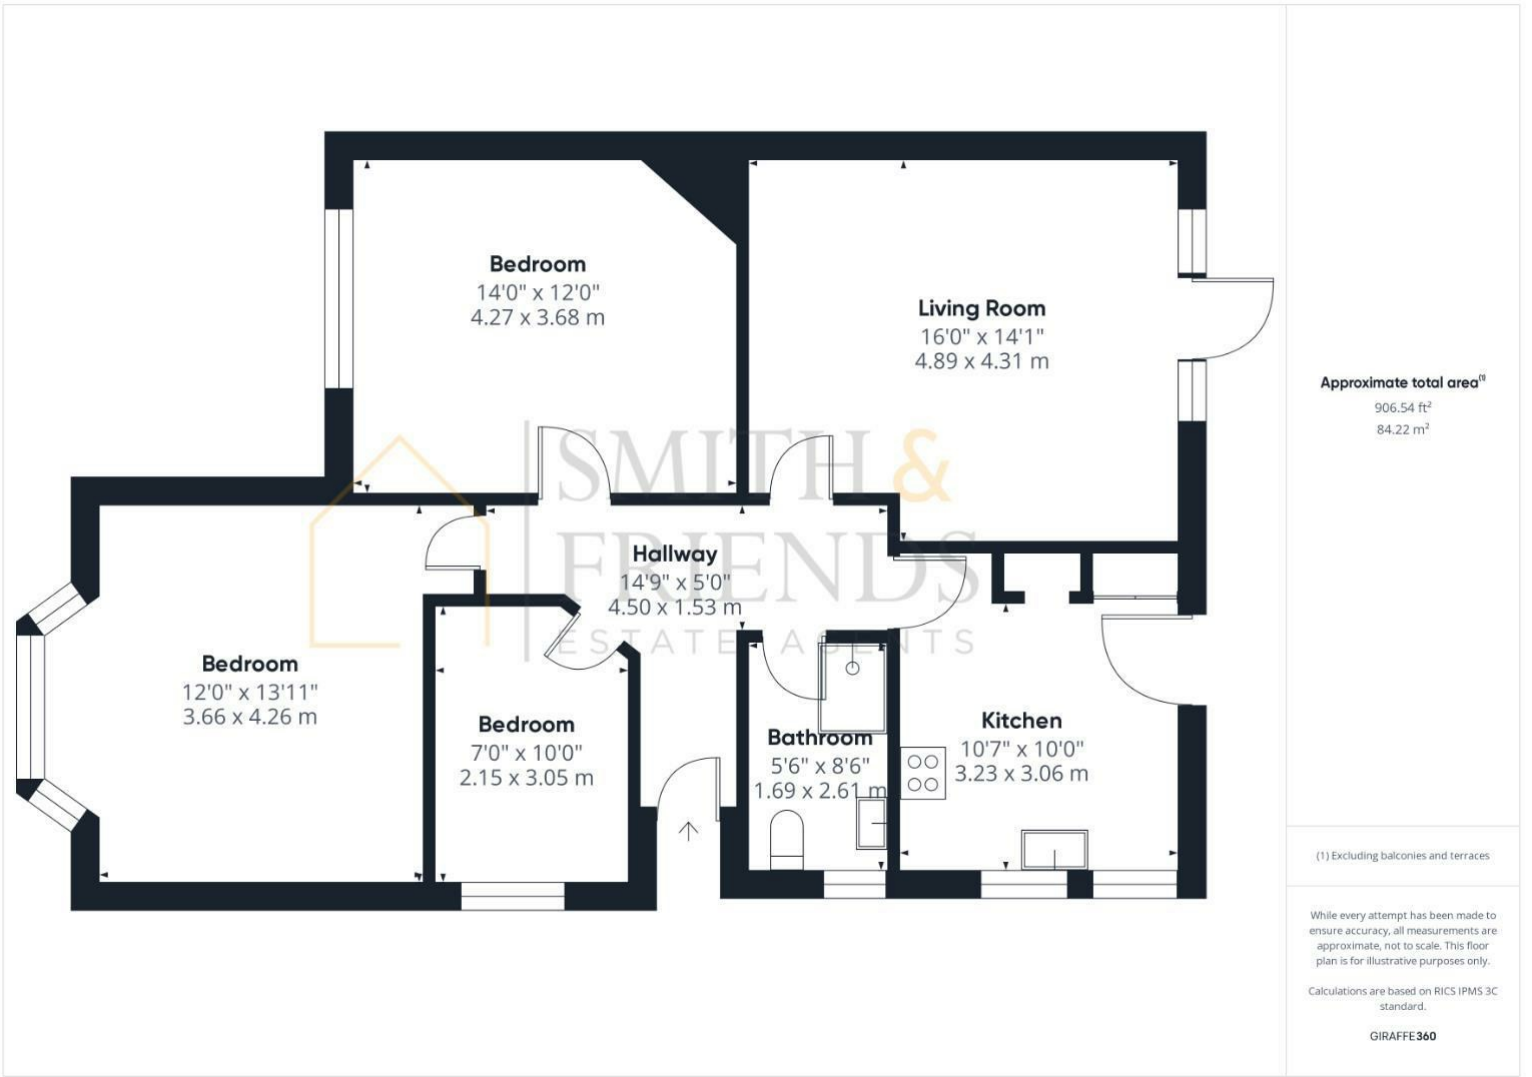 Bedroom
14'0" x 12'0"
4.27 x 3.68 m
Living Room
16'0" x 14'1"
4.89 x 4.31 m
SMITH &
FRIENDS
ESTATE AGENTS
Hallway
14'9" x 5'0"
4.50 x 1.53 m
Bedroom
12'0" x 13'11"
3.66 x 4.26 m
Bedroom
7'0" x 10'0"
2.15 x 3.05 m
Bathroom
5'6" x 8'6"
1.69 x 2.61 m
Kitchen
10'7" x 10'0"
3.23 x 3.06 m
Approximate total area(1)
906.54 ft²
84.22 m²
(1) Excluding balconies and terraces
While every attempt has been made to
ensure accuracy, all measurements are
approximate, not to scale. This floor
plan is for illustrative purposes only.
Calculations are based on RICS IPMS 3C
standard.
GIRAFFE360